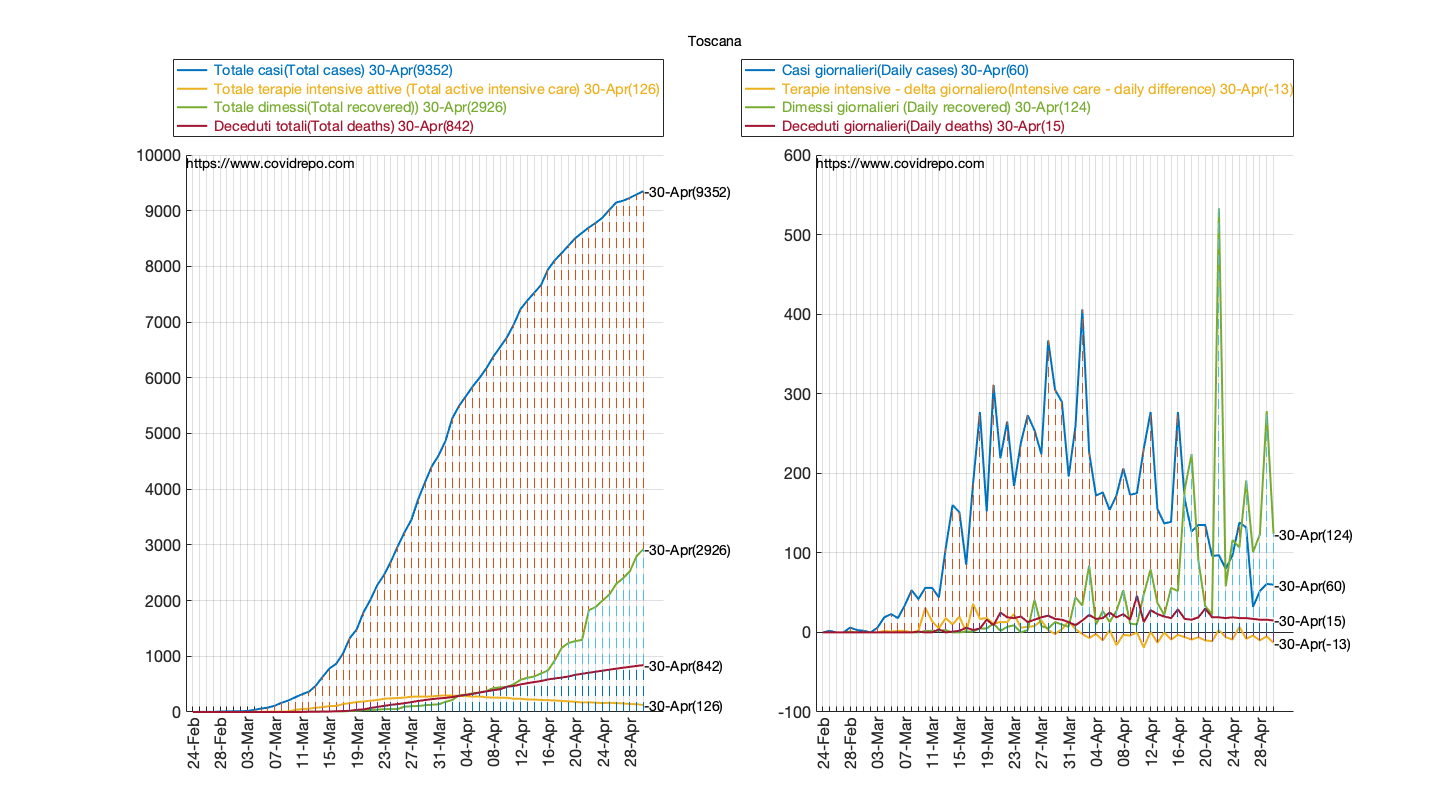 Toscana
Totale casi(Total cases) 30-Apr(9352)
Totale terapie intensive attive (Total active intensive care) 30-Apr(126)
Totale dimessi(Total recovered)) 30-Apr(2926)
Deceduti totali(Total deaths) 30-Apr(842)
https://www.covidrepo.com
10000
9000
8000
7000
6000
5000
4000
3000
2000
1000
0
-30-Apr(9352)
-30-Apr(2926)
-30-Apr(842)
-30-Apr(126)
24-Feb
28-Feb
03-Mar
07-Mar
11-Mar
15-Mar
19-Mar
23-Mar
27-Mar
31-Mar
04-Apr
08-Apr
12-Apr
16-Apr
20-Apr
24-Apr
28-Apr
Casi giornalieri(Daily cases) 30-Apr(60)
Terapie intensive - delta giornaliero(Intensive care - daily difference) 30-Apr(-13)
Dimessi giornalieri (Daily recovered) 30-Apr(124)
Deceduti giornalieri(Daily deaths) 30-Apr(15)
https://www.covidrepo.com
600
500
400
300
200
100
0
-100
-30-Apr(124)
-30-Apr(60)
-30-Apr(15)
-30-Apr(-13)
24-Feb
28-Feb
03-Mar
07-Mar
11-Mar
15-Mar
19-Mar
23-Mar
27-Mar
31-Mar
04-Apr
08-Apr
12-Apr
16-Apr
20-Apr
24-Apr
28-Apr